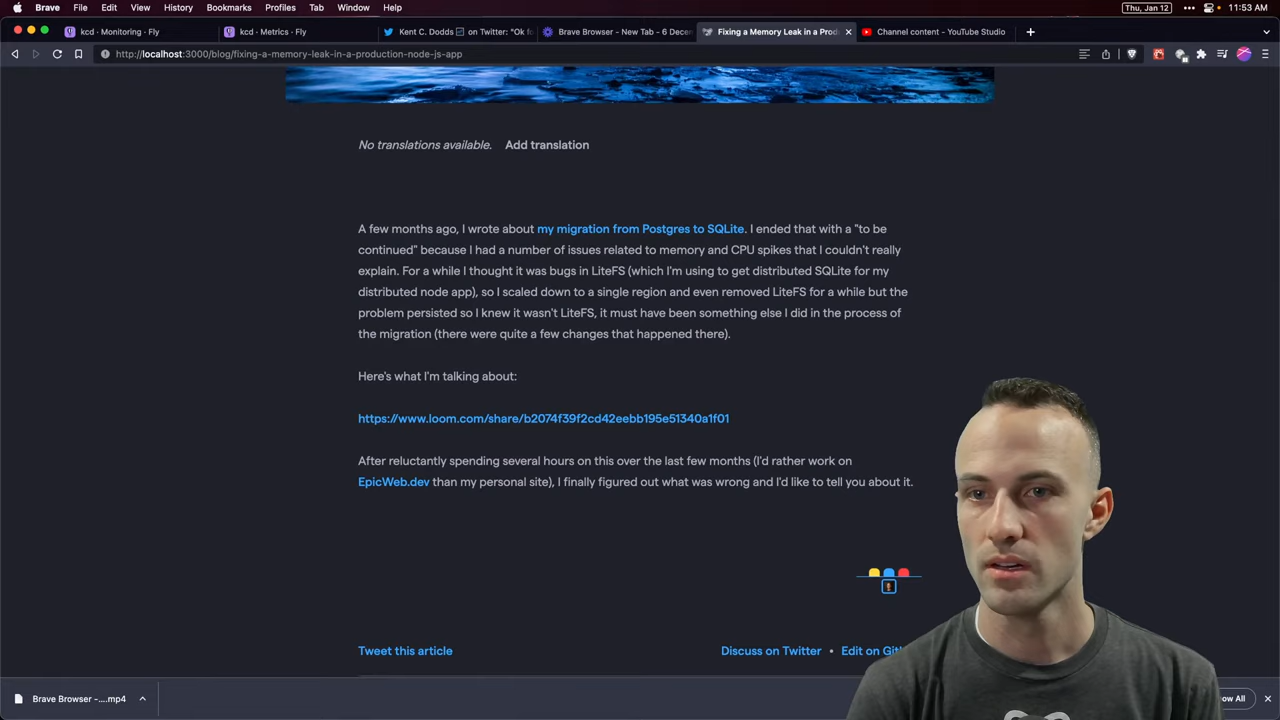 Brave File Edit View History Bookmarks Profiles Tab Window Help Thu, Jan 12 11:53 AM
kcd · Monitoring · Fly
kcd · Metrics · Fly
Kent C. Dodds on Twitter: "Ok f
Brave Browser - New Tab - 6 Decem
Fixing a Memory Leak in a Produ
Channel content - YouTube Studio
http://localhost:3000/blog/fixing-a-memory-leak-in-a-production-node-js-app
No translations available. Add translation
A few months ago, I wrote about my migration from Postgres to SQLite. I ended that with a "to be
continued" because I had a number of issues related to memory and CPU spikes that I couldn't really
explain. For a while I thought it was bugs in LiteFS (which I'm using to get distributed SQLite for my
distributed node app), so I scaled down to a single region and even removed LiteFS for a while but the
problem persisted so I knew it wasn't LiteFS, it must have been something else I did in the process of
the migration (there were quite a few changes that happened there).
Here's what I'm talking about:
https://www.loom.com/share/b2074f39f2cd42eebb195e51340a1f01
After reluctantly spending several hours on this over the last few months (I'd rather work on
EpicWeb.dev than my personal site), I finally figured out what was wrong and I'd like to tell you about it.
Tweet this article
Discuss on Twitter • Edit on Git
Brave Browser -....mp4
ow All